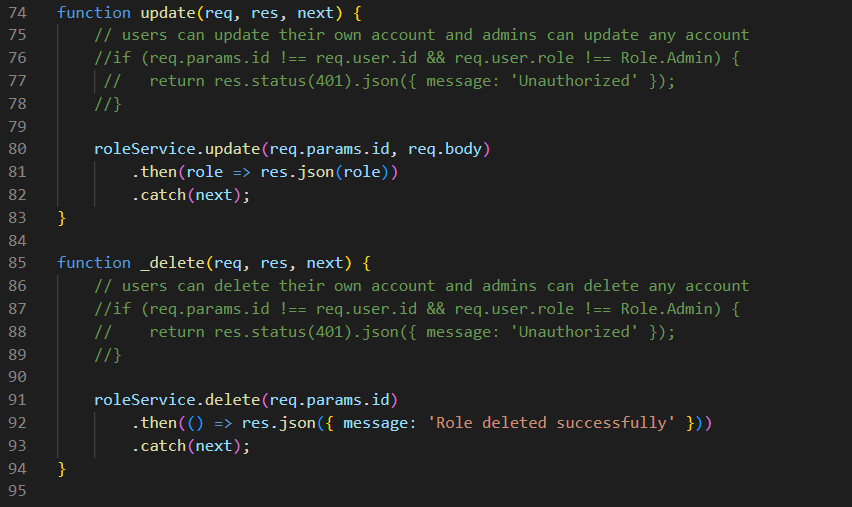 74 function update(req, res, next) {
75     // users can update their own account and admins can update any account
76     //if (req.params.id !== req.user.id && req.user.role !== Role.Admin) {
77      //   return res.status(401).json({ message: 'Unauthorized' });
78     //}
79
80     roleService.update(req.params.id, req.body)
81         .then(role => res.json(role))
82         .catch(next);
83 }
84
85 function _delete(req, res, next) {
86     // users can delete their own account and admins can delete any account
87     //if (req.params.id !== req.user.id && req.user.role !== Role.Admin) {
88     //    return res.status(401).json({ message: 'Unauthorized' });
89     //}
90
91     roleService.delete(req.params.id)
92         .then(() => res.json({ message: 'Role deleted successfully' }))
93         .catch(next);
94 }
95